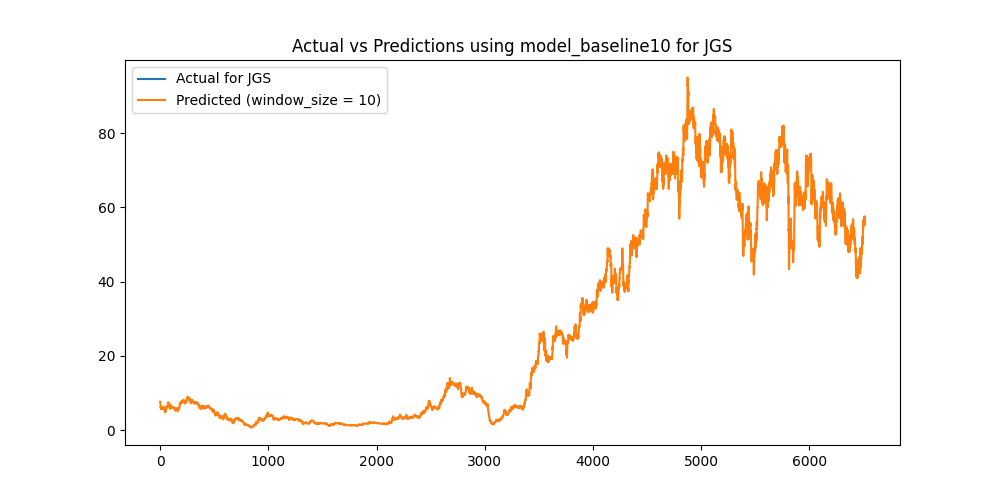 Actual vs Predictions using model_baseline10 for JGS
Actual for JGS
Predicted (window_size = 10)
80
60
40
20
0
0 1000 2000 3000 4000 5000 6000